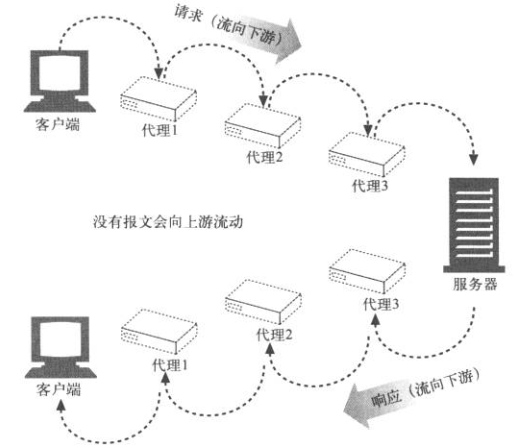 请求（流向下游）
客户端
代理1
代理2
代理3
没有报文会向上游流动
服务器
代理3
代理2
代理1
客户端
响应（流向下游）